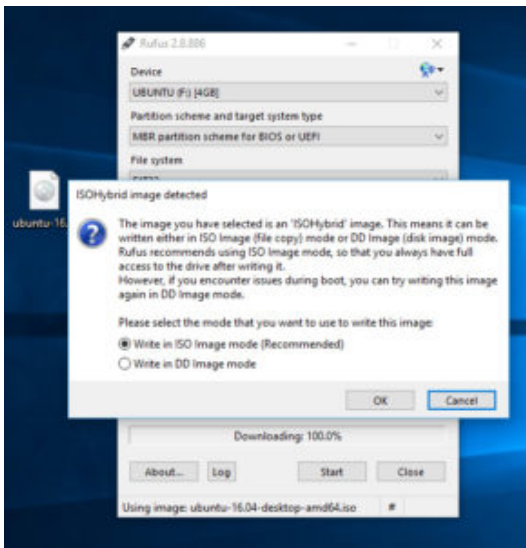 Rufus 2.8.886
Device
UBUNTU (F:) [4GB]
Partition scheme and target system type
MBR partition scheme for BIOS or UEFI
File system
ISOHybrid image detected
ubuntu-16.
The image you have selected is an 'ISOHybrid' image. This means it can be
written either in ISO Image (file copy) mode or DD Image (disk image) mode.
Rufus recommends using ISO Image mode, so that you always have full
access to the drive after writing it.
However, if you encounter issues during boot, you can try writing this image
again in DD Image mode.
Please select the mode that you want to use to write this image:
Write in ISO Image mode (Recommended)
Write in DD Image mode
OK Cancel
Downloading: 100.0%
About... Log Start Close
Using image: ubuntu-16.04-desktop-amd64.iso #